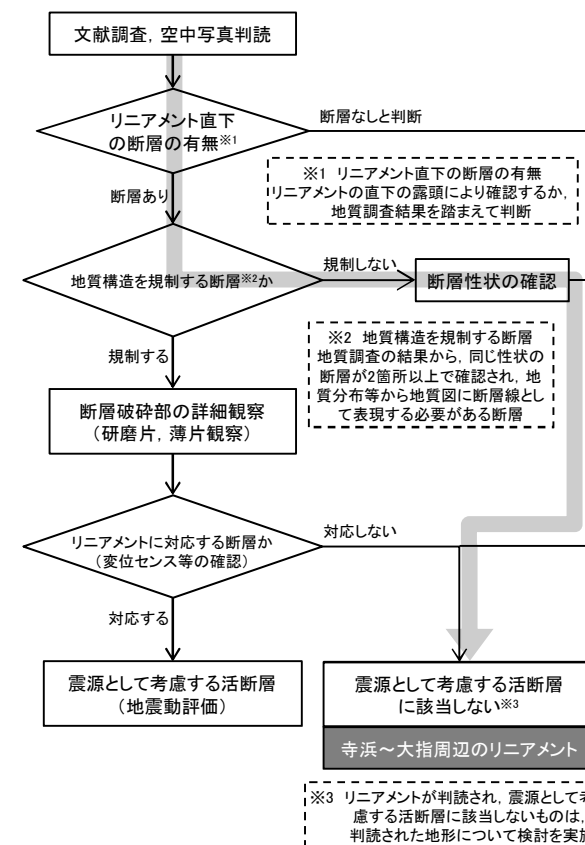 文献調査，空中写真判読
リニアメント直下
の断層の有無※1
断層なしと判断
※1 リニアメント直下の断層の有無
リニアメントの直下の露頭により確認するか，
地質調査結果を踏まえて判断
断層あり
地質構造を規制する断層※2か
規制しない
断層性状の確認
※2 地質構造を規制する断層
地質調査の結果から，同じ性状の
断層が2箇所以上で確認され，地
質分布等から地質図に断層線とし
て表現する必要がある断層
規制する
断層破砕部の詳細観察
（研磨片，薄片観察）
リニアメントに対応する断層か
（変位センス等の確認）
対応しない
対応する
震源として考慮する活断層
（地震動評価）
震源として考慮する活断層
に該当しない※3
寺浜～大指周辺のリニアメント
※3 リニアメントが判読され，震源として考
慮する活断層に該当しないものは，
判読された地形について検討を実施